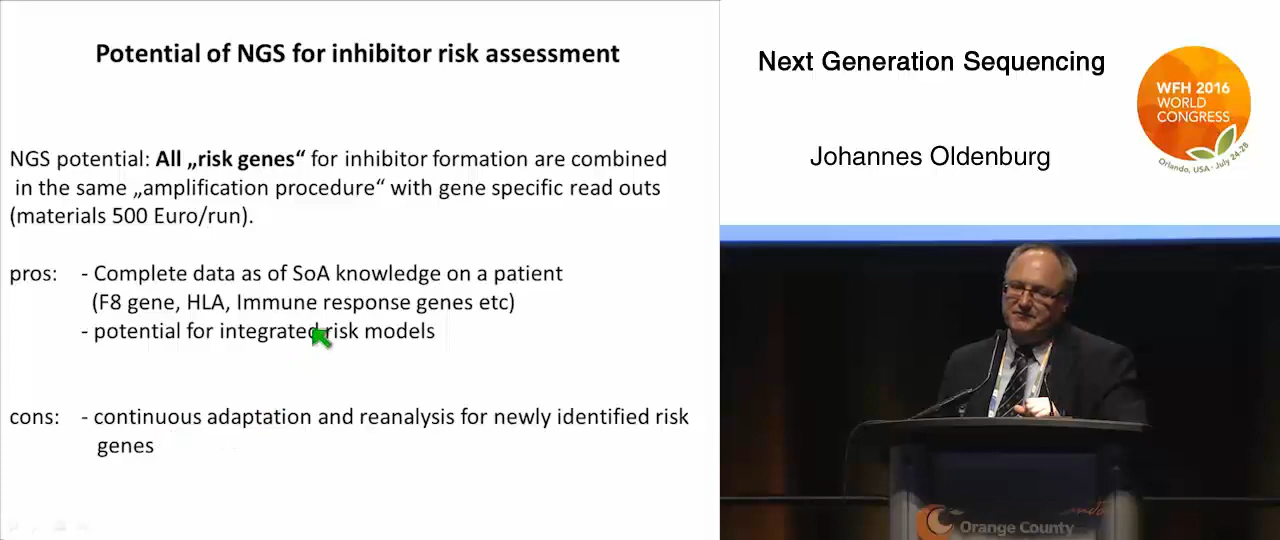 Potential of NGS for inhibitor risk assessment
NGS potential: All „risk genes“ for inhibitor formation are combined
in the same „amplification procedure“ with gene specific read outs
(materials 500 Euro/run).
pros: - Complete data as of SoA knowledge on a patient
(F8 gene, HLA, Immune response genes etc)
- potential for integrated risk models
cons: - continuous adaptation and reanalysis for newly identified risk
genes
Next Generation Sequencing
Johannes Oldenburg
WFH 2016
WORLD
CONGRESS
Orlando, USA · July 24-28
Orange County